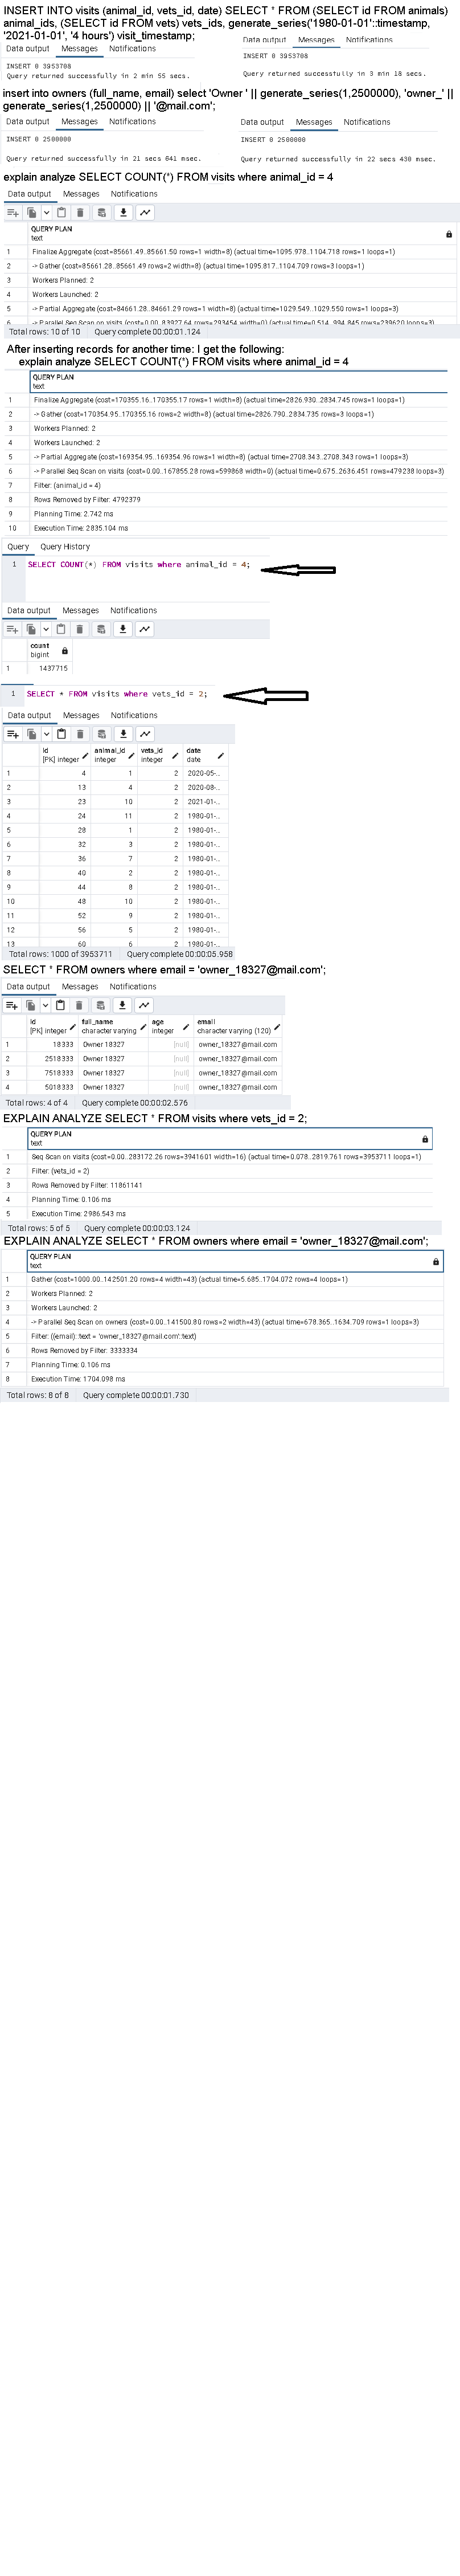 INSERT INTO visits (animal_id, vets_id, date) SELECT * FROM (SELECT id FROM animals)
animal_ids, (SELECT id FROM vets) vets_ids, generate_series('1980-01-01'::timestamp,
'2021-01-01', '4 hours') visit_timestamp;
Data output Messages Notifications
INSERT 0 3953708
Query returned successfully in 2 min 55 secs.
Data output Messages Notifications
INSERT 0 3953708
Query returned successfully in 3 min 18 secs.
insert into owners (full_name, email) select 'Owner ' || generate_series(1,2500000), 'owner_' ||
generate_series(1,2500000) || '@mail.com';
Data output Messages Notifications
INSERT 0 2500000
Query returned successfully in 21 secs 641 msec.
Data output Messages Notifications
INSERT 0 2500000
Query returned successfully in 22 secs 430 msec.
explain analyze SELECT COUNT(*) FROM visits where animal_id = 4
Data output Messages Notifications
QUERY PLAN
text
1 Finalize Aggregate (cost=85661.49..85661.50 rows=1 width=8) (actual time=1095.978..1104.718 rows=1 loops=1)
2 -> Gather (cost=85661.28..85661.49 rows=2 width=8) (actual time=1095.817..1104.709 rows=3 loops=1)
3 Workers Planned: 2
4 Workers Launched: 2
5 -> Partial Aggregate (cost=84661.28..84661.29 rows=1 width=8) (actual time=1029.549..1029.550 rows=1 loops=3)
6 -> Parallel Seq Scan on visits (cost=0.00..83927.64 rows=293454 width=0) (actual time=0.514..994.845 rows=239620 loops=3)
Total rows: 10 of 10 Query complete 00:00:01.124
After inserting records for another time: I get the following:
explain analyze SELECT COUNT(*) FROM visits where animal_id = 4
QUERY PLAN
text
1 Finalize Aggregate (cost=170355.16..170355.17 rows=1 width=8) (actual time=2826.930..2834.745 rows=1 loops=1)
2 -> Gather (cost=170354.95..170355.16 rows=2 width=8) (actual time=2826.790..2834.735 rows=3 loops=1)
3 Workers Planned: 2
4 Workers Launched: 2
5 -> Partial Aggregate (cost=169354.95..169354.96 rows=1 width=8) (actual time=2708.343..2708.343 rows=1 loops=3)
6 -> Parallel Seq Scan on visits (cost=0.00..167855.28 rows=599868 width=0) (actual time=0.675..2636.451 rows=479238 loops=3)
7 Filter: (animal_id = 4)
8 Rows Removed by Filter: 4792379
9 Planning Time: 2.742 ms
10 Execution Time: 2835.104 ms
Query Query History
1 SELECT COUNT(*) FROM visits where animal_id = 4;
Data output Messages Notifications
count
bigint
1 1437715
1 SELECT * FROM visits where vets_id = 2;
Data output Messages Notifications
id animal_id vets_id date
[PK] integer integer integer date
1 4 1 2 2020-05-...
2 13 4 2 2020-08-...
3 23 10 2 2021-01-...
4 24 11 2 1980-01-...
5 28 1 2 1980-01-...
6 32 3 2 1980-01-...
7 36 7 2 1980-01-...
8 40 2 2 1980-01-...
9 44 8 2 1980-01-...
10 48 10 2 1980-01-...
11 52 9 2 1980-01-...
12 56 5 2 1980-01-...
13 60 6 2 1980-01-...
Total rows: 1000 of 3953711 Query complete 00:00:05.958
SELECT * FROM owners where email = 'owner_18327@mail.com';
Data output Messages Notifications
id full_name age email
[PK] integer character varying integer character varying (120)
1 18333 Owner 18327 [null] owner_18327@mail.com
2 2518333 Owner 18327 [null] owner_18327@mail.com
3 7518333 Owner 18327 [null] owner_18327@mail.com
4 5018333 Owner 18327 [null] owner_18327@mail.com
Total rows: 4 of 4 Query complete 00:00:02.576
EXPLAIN ANALYZE SELECT * FROM visits where vets_id = 2;
QUERY PLAN
text
1 Seq Scan on visits (cost=0.00..283172.26 rows=3941601 width=16) (actual time=0.078..2819.761 rows=3953711 loops=1)
2 Filter: (vets_id = 2)
3 Rows Removed by Filter: 11861141
4 Planning Time: 0.106 ms
5 Execution Time: 2986.543 ms
Total rows: 5 of 5 Query complete 00:00:03.124
EXPLAIN ANALYZE SELECT * FROM owners where email = 'owner_18327@mail.com';
QUERY PLAN
text
1 Gather (cost=1000.00..142501.20 rows=4 width=43) (actual time=5.685..1704.072 rows=4 loops=1)
2 Workers Planned: 2
3 Workers Launched: 2
4 -> Parallel Seq Scan on owners (cost=0.00..141500.80 rows=2 width=43) (actual time=678.365..1634.709 rows=1 loops=3)
5 Filter: ((email)::text = 'owner_18327@mail.com'::text)
6 Rows Removed by Filter: 3333334
7 Planning Time: 0.106 ms
8 Execution Time: 1704.098 ms
Total rows: 8 of 8 Query complete 00:00:01.730